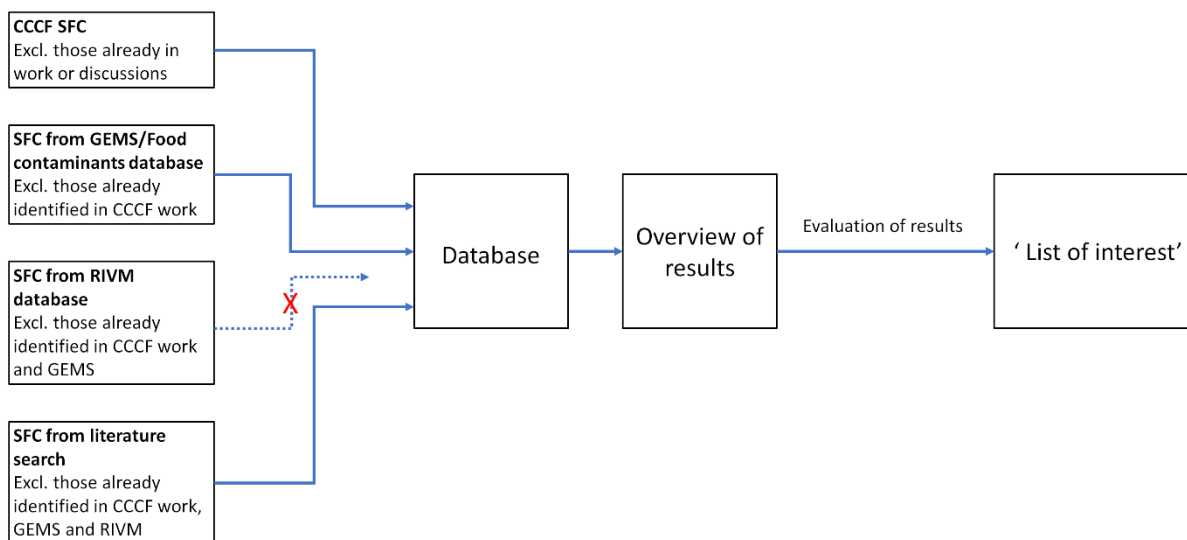 CCCF SFC
Excl. those already in
work or discussions
SFC from GEMS/Food
contaminants database
Excl. those already
identified in CCCF work
SFC from RIVM
database
Excl. those already
identified in CCCF work
and GEMS
X
SFC from literature
search
Excl. those already
identified in CCCF work,
GEMS and RIVM
Database
Overview of
results
Evaluation of results
‘ List of interest’